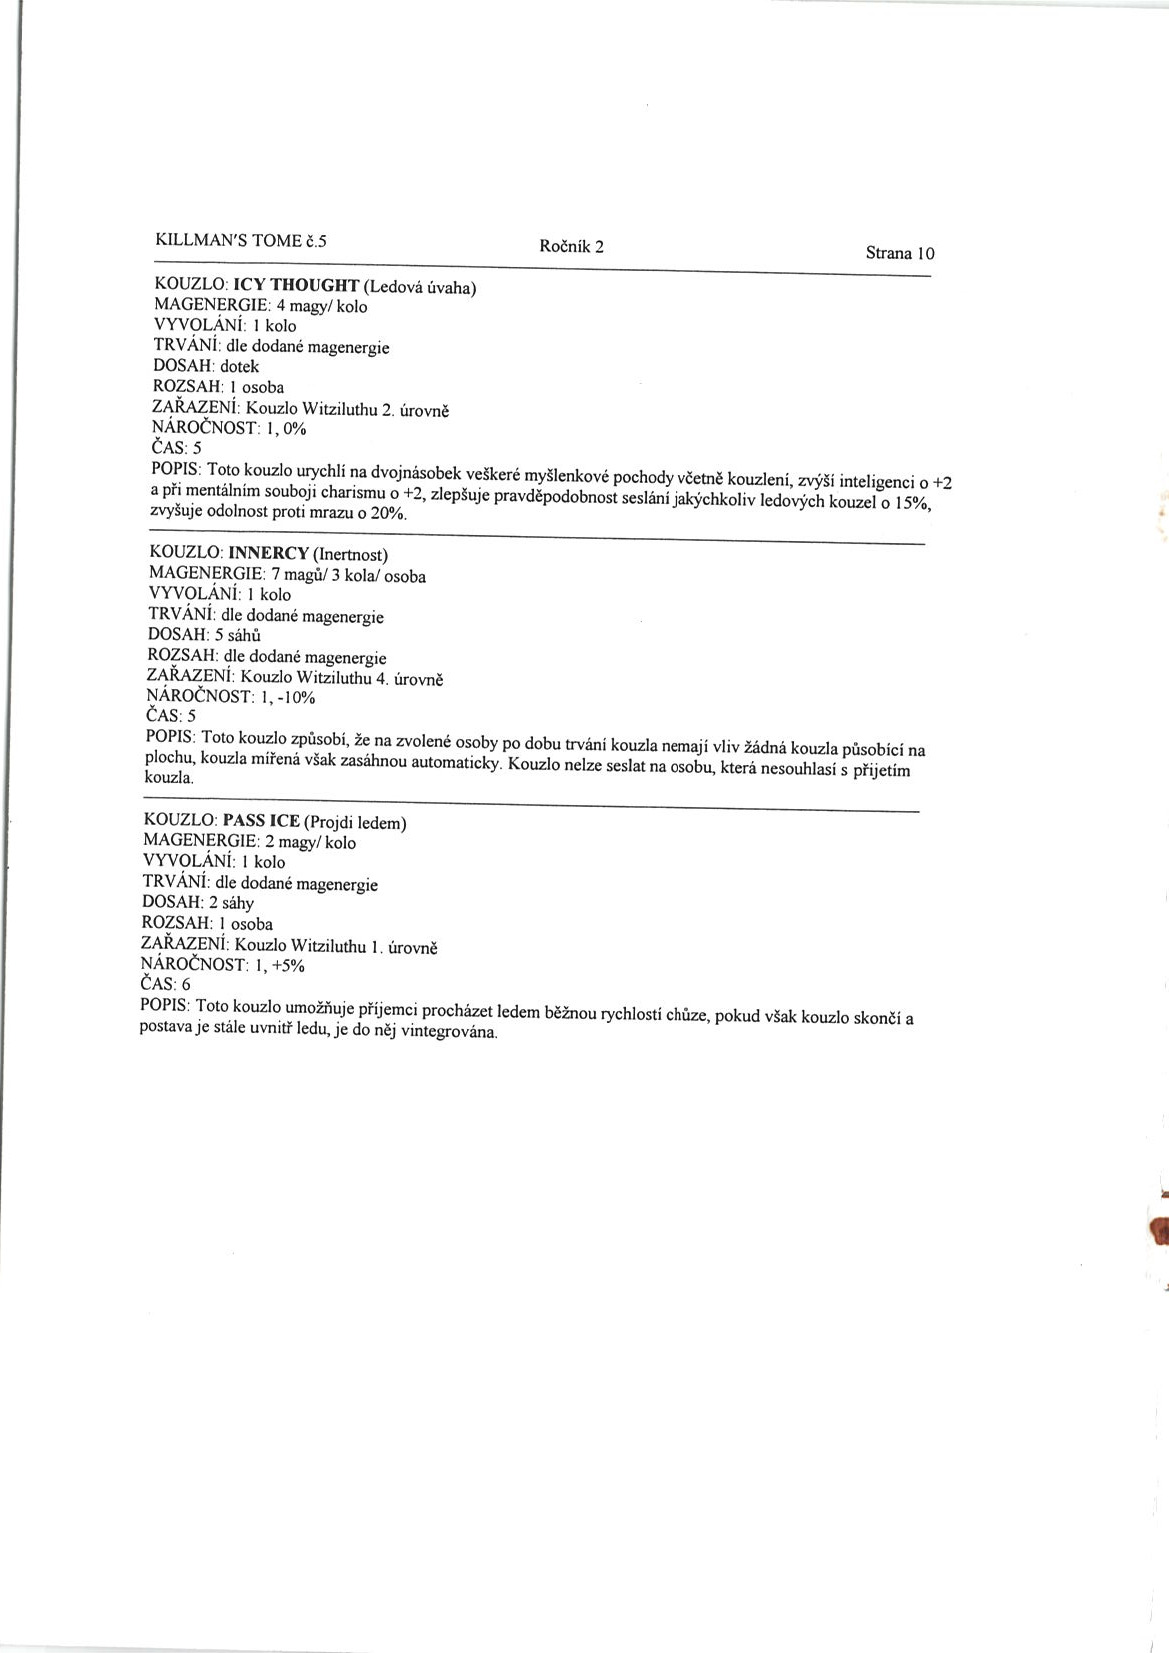 KILLMAN'S TOME č.5 Ročník 2 Strana 10
KOUZLO: ICY THOUGHT (Ledová úvaha)
MAGENERGIE: 4 magy/ kolo
VYVOLÁNÍ: 1 kolo
TRVÁNÍ: dle dodané magenergie
DOSAH: dotek
ROZSAH: 1 osoba
ZAŘAZENÍ: Kouzlo Witziluthu 2. úrovně
NÁROČNOST: 1, 0%
ČAS: 5
POPIS: Toto kouzlo urychlí na dvojnásobek veškeré myšlenkové pochody včetně kouzlení, zvýší inteligenci o +2
a při mentálním souboji charismu o +2, zlepšuje pravděpodobnost seslání jakýchkoliv ledových kouzel o 15%,
zvyšuje odolnost proti mrazu o 20%.
KOUZLO: INNERCY (Inertnost)
MAGENERGIE: 7 magů/ 3 kola/ osoba
VYVOLÁNÍ: 1 kolo
TRVÁNÍ: dle dodané magenergie
DOSAH: 5 sáhů
ROZSAH: dle dodané magenergie
ZAŘAZENÍ: Kouzlo Witziluthu 4. úrovně
NÁROČNOST: 1, -10%
ČAS: 5
POPIS: Toto kouzlo způsobí, že na zvolené osoby po dobu trvání kouzla nemají vliv žádná kouzla působící na
plochu, kouzla mířená však zasáhnou automaticky. Kouzlo nelze seslat na osobu, která nesouhlasí s přijetím
kouzla.
KOUZLO: PASS ICE (Projdi ledem)
MAGENERGIE: 2 magy/ kolo
VYVOLÁNÍ: 1 kolo
TRVÁNÍ: dle dodané magenergie
DOSAH: 2 sáhy
ROZSAH: 1 osoba
ZAŘAZENÍ: Kouzlo Witziluthu 1. úrovně
NÁROČNOST: 1, +5%
ČAS: 6
POPIS: Toto kouzlo umožňuje příjemci procházet ledem běžnou rychlostí chůze, pokud však kouzlo skončí a
postava je stále uvnitř ledu, je do něj vintegrována.